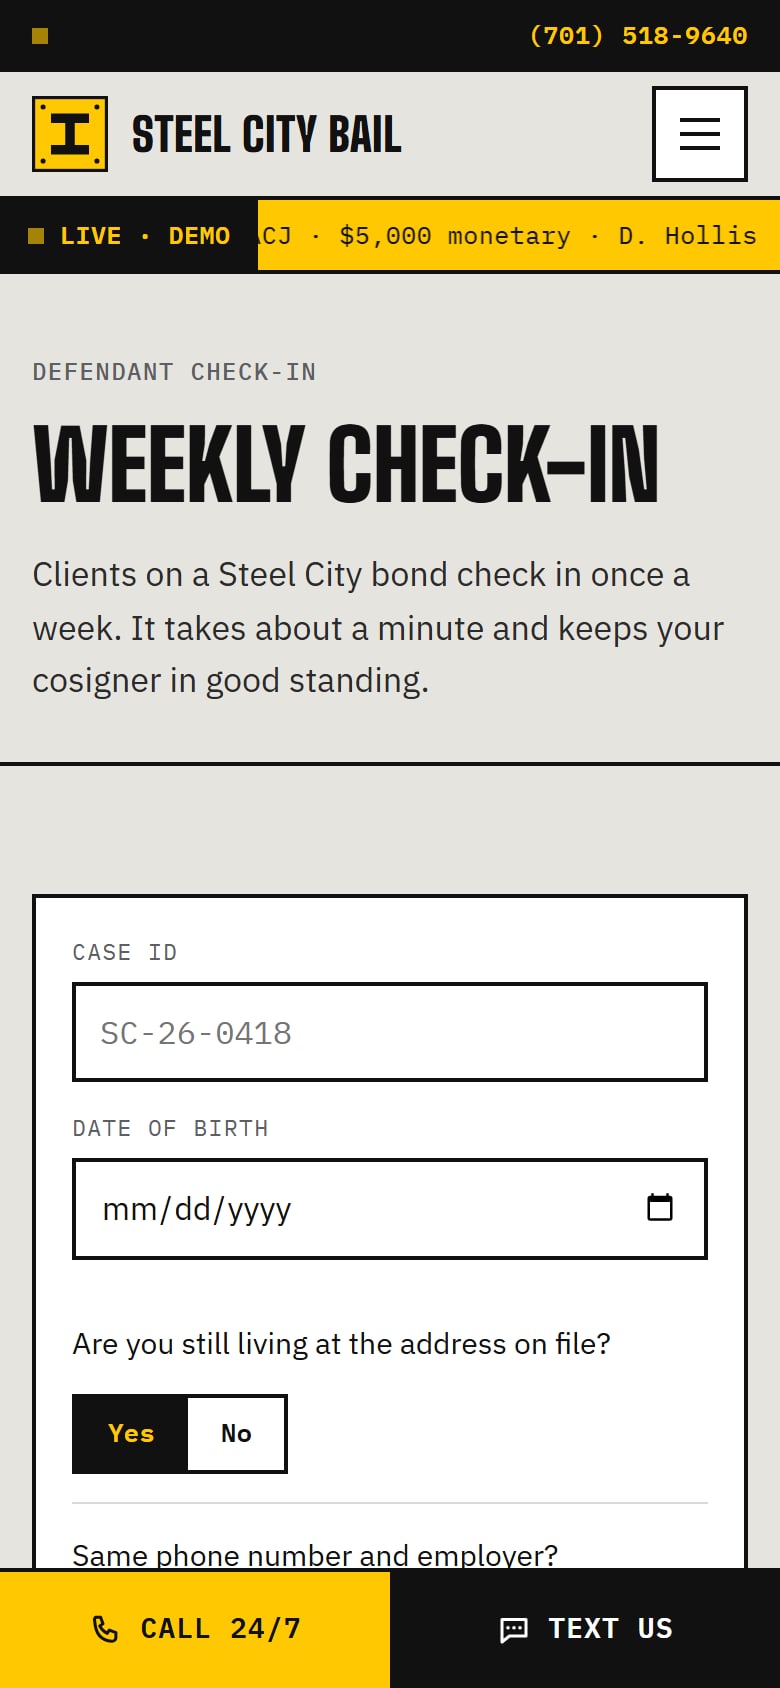 (701) 518-9640
STEEL CITY BAIL
LIVE · DEMO
ACJ · $5,000 monetary · D. Hollis
DEFENDANT CHECK-IN
WEEKLY CHECK-IN
Clients on a Steel City bond check in once a
week. It takes about a minute and keeps your
cosigner in good standing.
CASE ID
SC-26-0418
DATE OF BIRTH
mm/dd/yyyy
Are you still living at the address on file?
Yes No
Same phone number and employer?
CALL 24/7
TEXT US